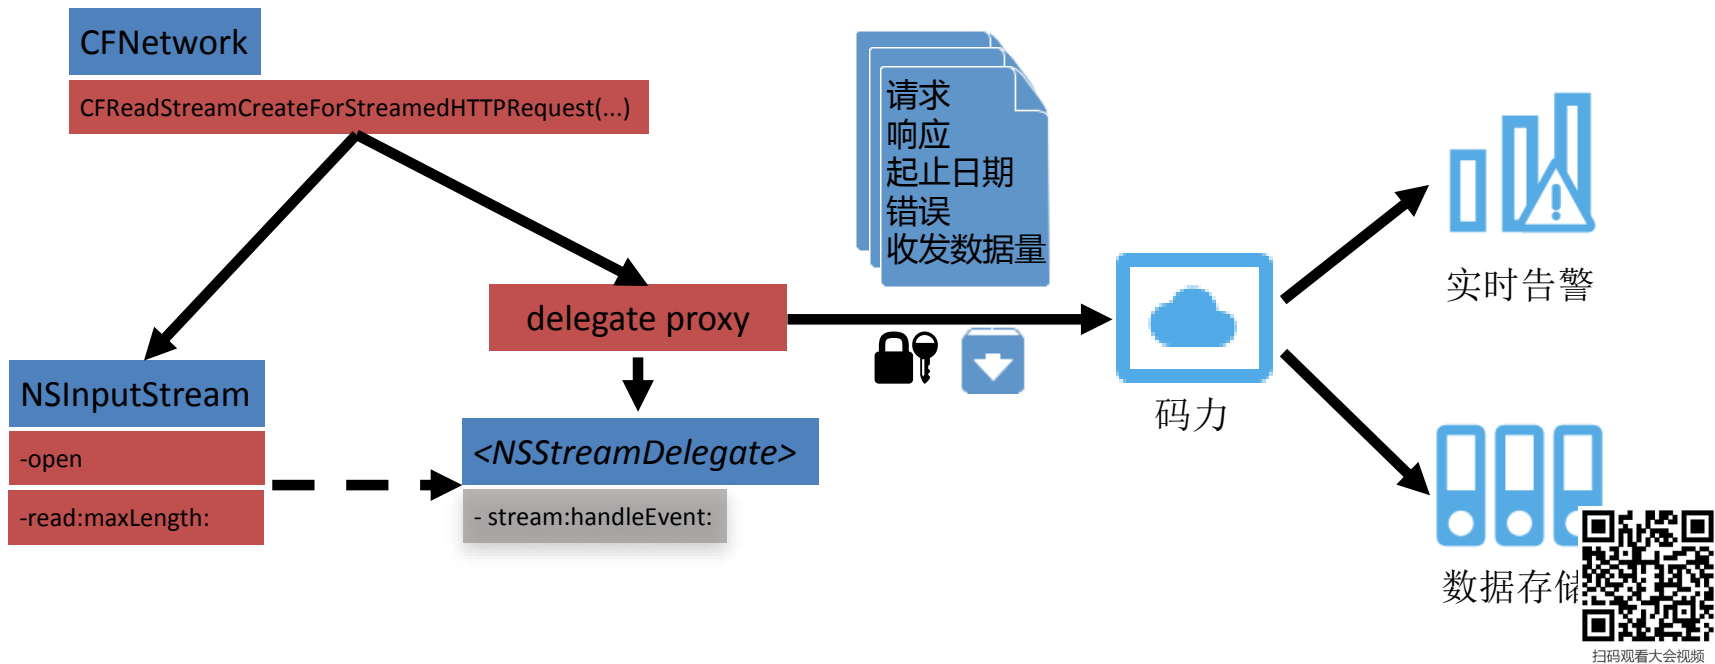 CFNetwork
CFReadStreamCreateForStreamedHTTPRequest(...)
请求
响应
起止日期
错误
收发数据量
实时告警
delegate proxy
NSInputStream
-open
-read:maxLength:
<NSStreamDelegate>
- stream:handleEvent:
码力
数据存储
扫码观看大会视频